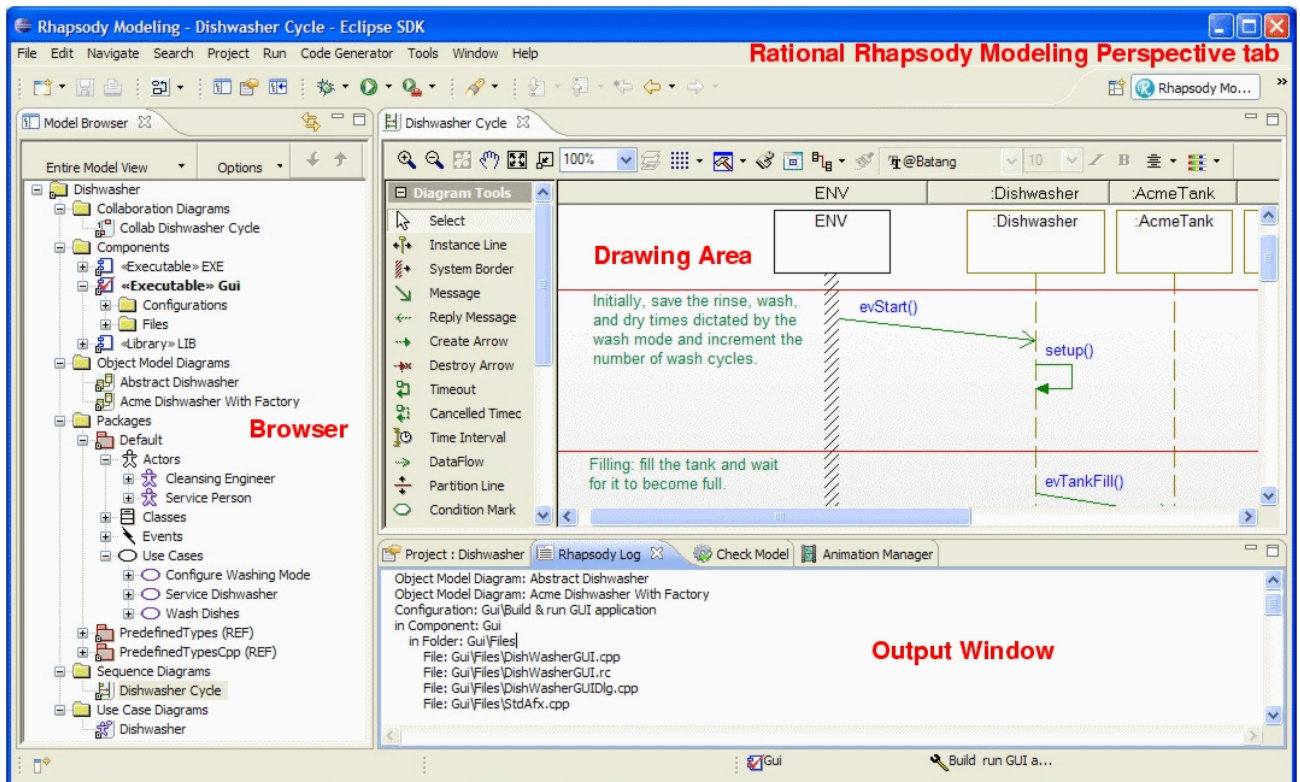 Rhapsody Modeling - Dishwasher Cycle - Eclipse SDK
File Edit Navigate Search Project Run Code Generator Tools Window Help
Rational Rhapsody Modeling Perspective tab
Rhapsody Mo...
Model Browser
Entire Model View
Options
Dishwasher
Collaboration Diagrams
Collab Dishwasher Cycle
Components
«Executable» EXE
«Executable» Gui
Configurations
Files
«Library» LIB
Object Model Diagrams
Abstract Dishwasher
Acme Dishwasher With Factory
Packages
Browser
Default
Actors
Cleansing Engineer
Service Person
Classes
Events
Use Cases
Configure Washing Mode
Service Dishwasher
Wash Dishes
PredefinedTypes (REF)
PredefinedTypesCpp (REF)
Sequence Diagrams
Dishwasher Cycle
Use Case Diagrams
Dishwasher
Dishwasher Cycle
100%
@Batang
10
Diagram Tools
Select
Instance Line
System Border
Message
Reply Message
Create Arrow
Destroy Arrow
Timeout
Cancelled Timec
Time Interval
DataFlow
Partition Line
Condition Mark
ENV :Dishwasher :AcmeTank
ENV :Dishwasher :AcmeTank
Drawing Area
Initially, save the rinse, wash,
and dry times dictated by the
wash mode and increment the
number of wash cycles.
evStart()
setup()
Filling: fill the tank and wait
for it to become full.
evTankFill()
Project : Dishwasher
Rhapsody Log
Check Model
Animation Manager
Object Model Diagram: Abstract Dishwasher
Object Model Diagram: Acme Dishwasher With Factory
Configuration: Gui\Build & run GUI application
in Component: Gui
in Folder: Gui\Files
File: Gui\Files\DishWasherGUI.cpp
File: Gui\Files\DishWasherGUI.rc
File: Gui\Files\DishWasherGUIDlg.cpp
File: Gui\Files\StdAfx.cpp
Output Window
Gui
Build run GUI a...